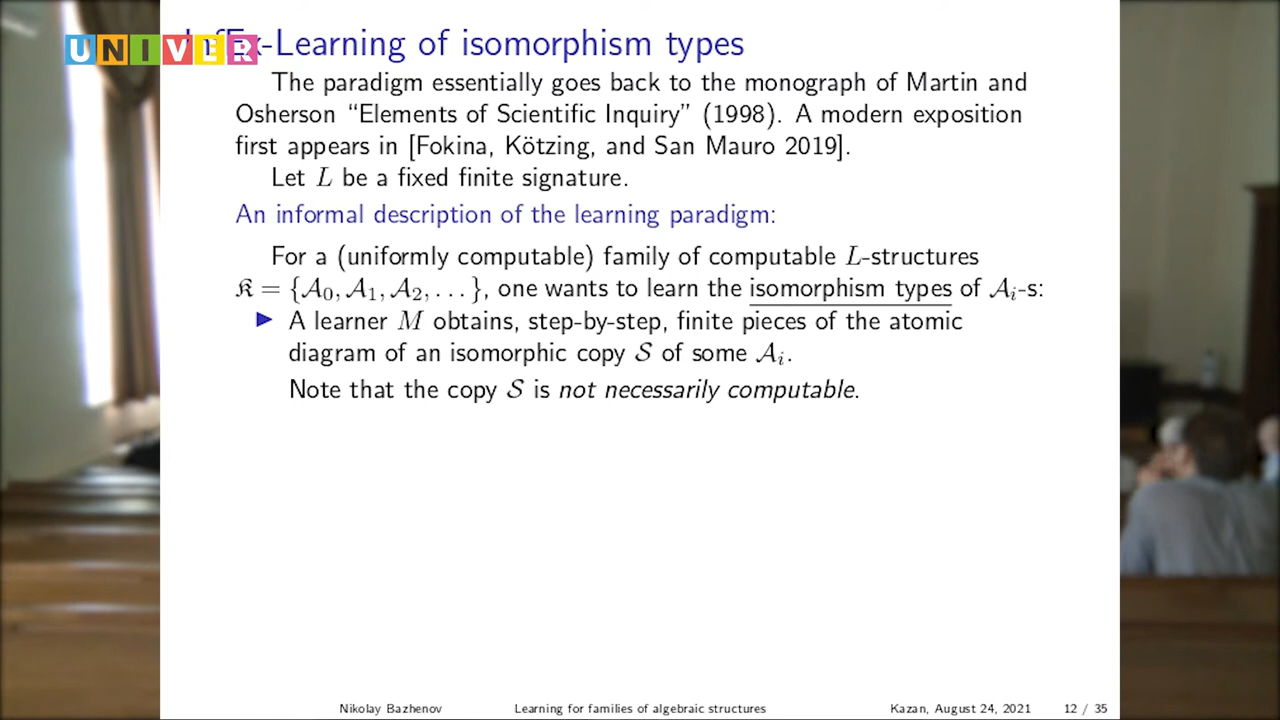 UNIVER
InfEx-Learning of isomorphism types
The paradigm essentially goes back to the monograph of Martin and
Osherson “Elements of Scientific Inquiry” (1998). A modern exposition
first appears in [Fokina, Kötzing, and San Mauro 2019].
Let L be a fixed finite signature.
An informal description of the learning paradigm:
For a (uniformly computable) family of computable L-structures
𝔎 = {𝒜₀, 𝒜₁, 𝒜₂, . . . }, one wants to learn the isomorphism types of 𝒜ᵢ-s:
▶ A learner M obtains, step-by-step, finite pieces of the atomic
diagram of an isomorphic copy 𝒮 of some 𝒜ᵢ.
Note that the copy 𝒮 is not necessarily computable.
Nikolay Bazhenov Learning for families of algebraic structures Kazan, August 24, 2021 12 / 35